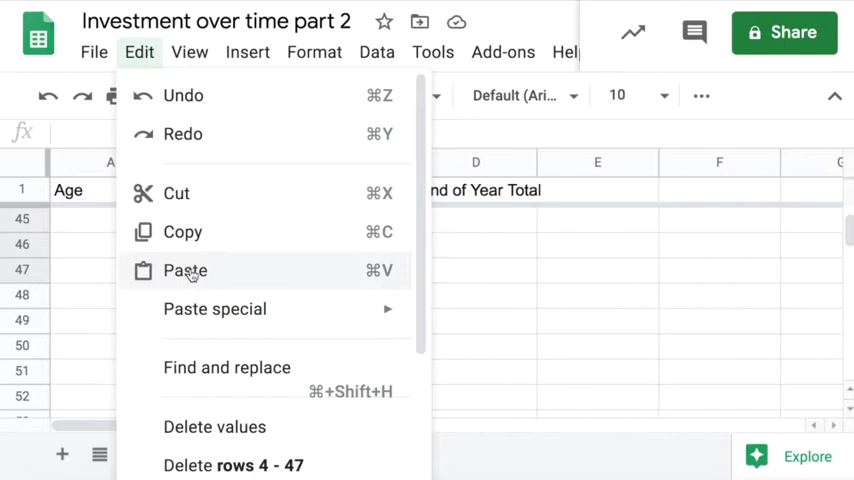 Investment over time part 2
File Edit View Insert Format Data Tools Add-ons Hel
Share
Default (Ari... 10
Undo ⌘Z
Redo ⌘Y
Cut ⌘X
Copy ⌘C
Paste ⌘V
Paste special
Find and replace
⌘+Shift+H
Delete values
Delete rows 4 - 47
fx
A D E F G
1 Age nd of Year Total
45
46
47
48
49
50
51
52
Explore